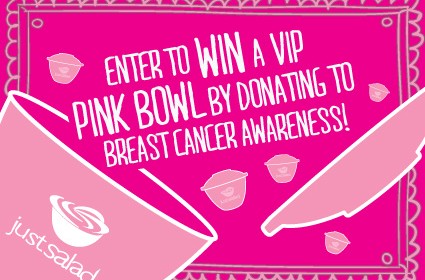 ENTER TO WIN A VIP
PINK BOWL BY DONATING TO
BREAST CANCER AWARENESS!
just salad